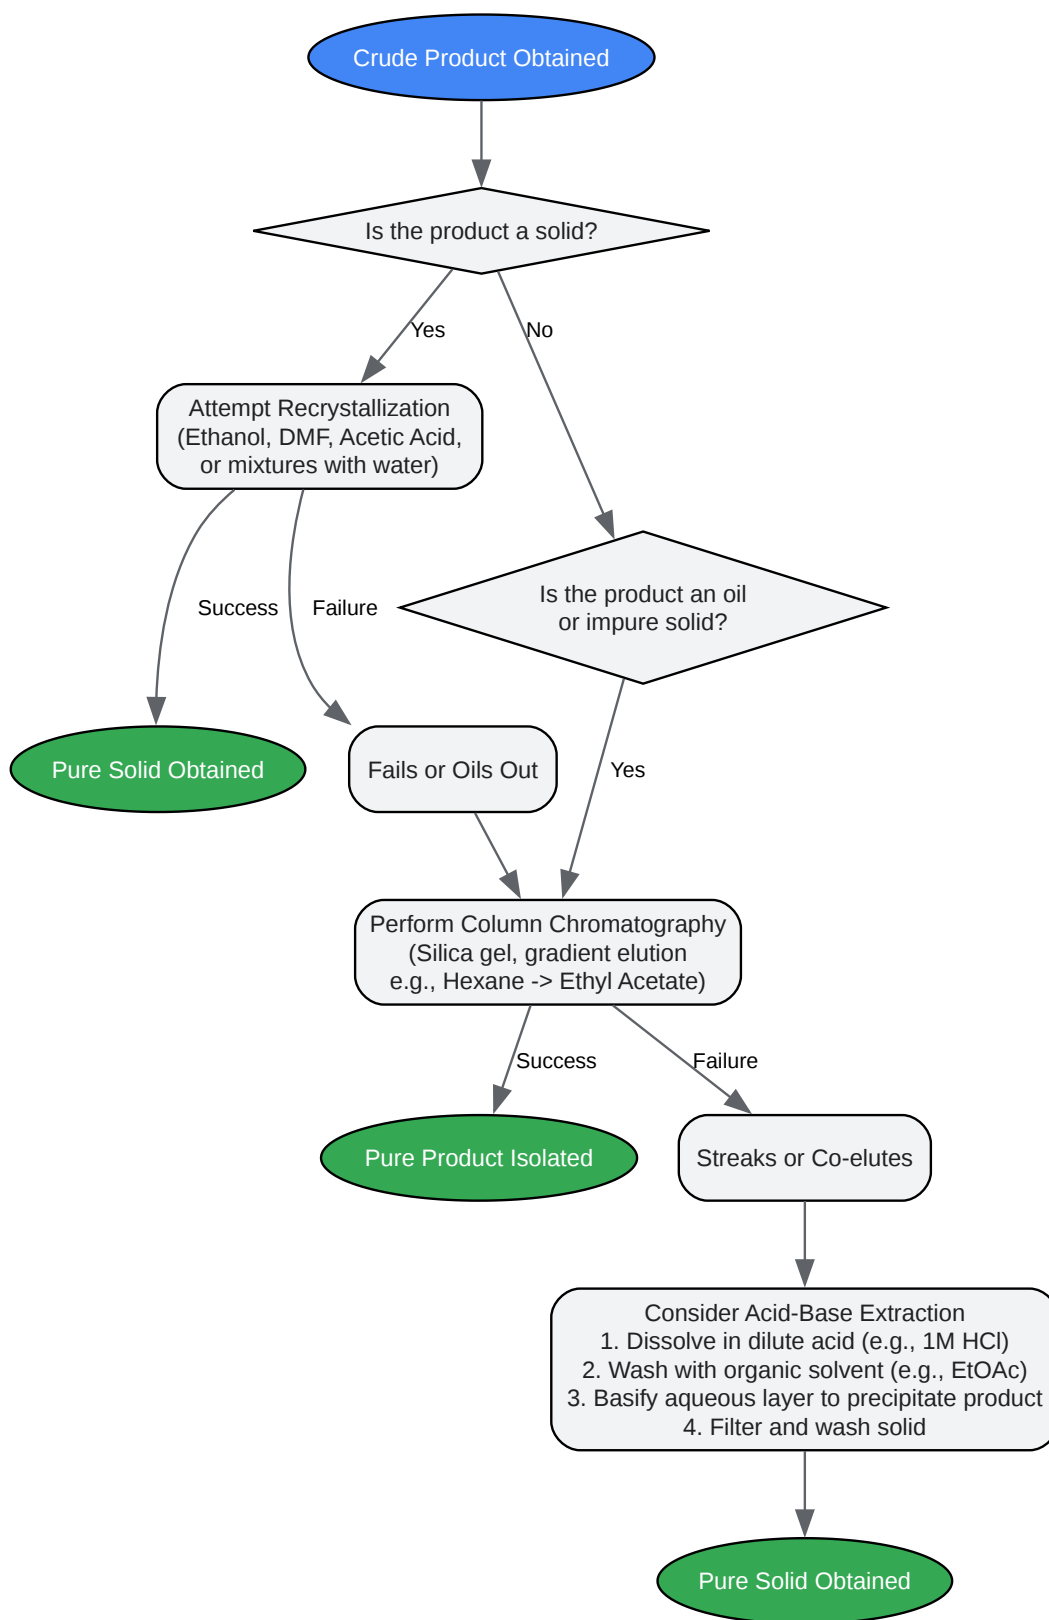 Crude Product Obtained
Is the product a solid?
Yes
No
Attempt Recrystallization
(Ethanol, DMF, Acetic Acid,
or mixtures with water)
Is the product an oil
or impure solid?
Success
Failure
Pure Solid Obtained
Fails or Oils Out
Yes
Perform Column Chromatography
(Silica gel, gradient elution
e.g., Hexane -> Ethyl Acetate)
Success
Failure
Pure Product Isolated
Streaks or Co-elutes
Consider Acid-Base Extraction
1. Dissolve in dilute acid (e.g., 1M HCl)
2. Wash with organic solvent (e.g., EtOAc)
3. Basify aqueous layer to precipitate product
4. Filter and wash solid
Pure Solid Obtained